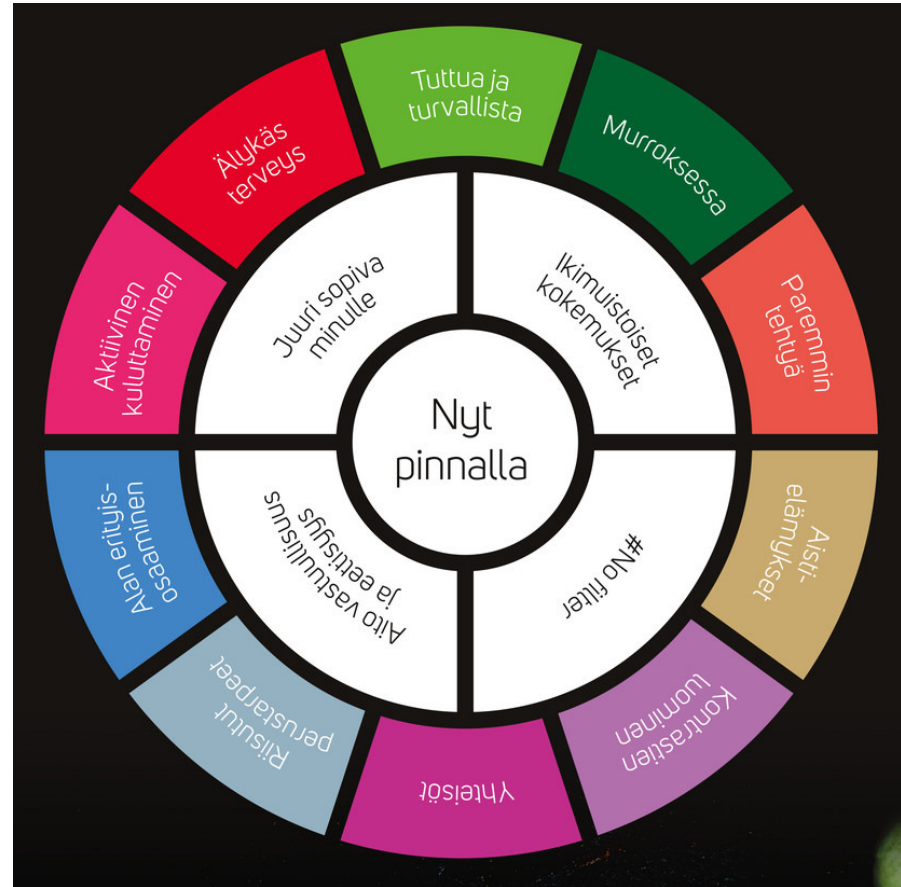 Tuttua ja
turvallista
Murroksessa
Paremmin
tehtyä
Aisti-
elämykset
Kontrastien
luominen
Yhteisöt
Riisutut
perustarpeet
Alan erityis-
osaaminen
Aktiivinen
kuluttaminen
Älykäs
terveys
Juuri sopiva
minulle
Ikimuistoiset
kokemukset
#No filter
Aito vastuullisuus
ja eettisyys
Nyt
pinnalla